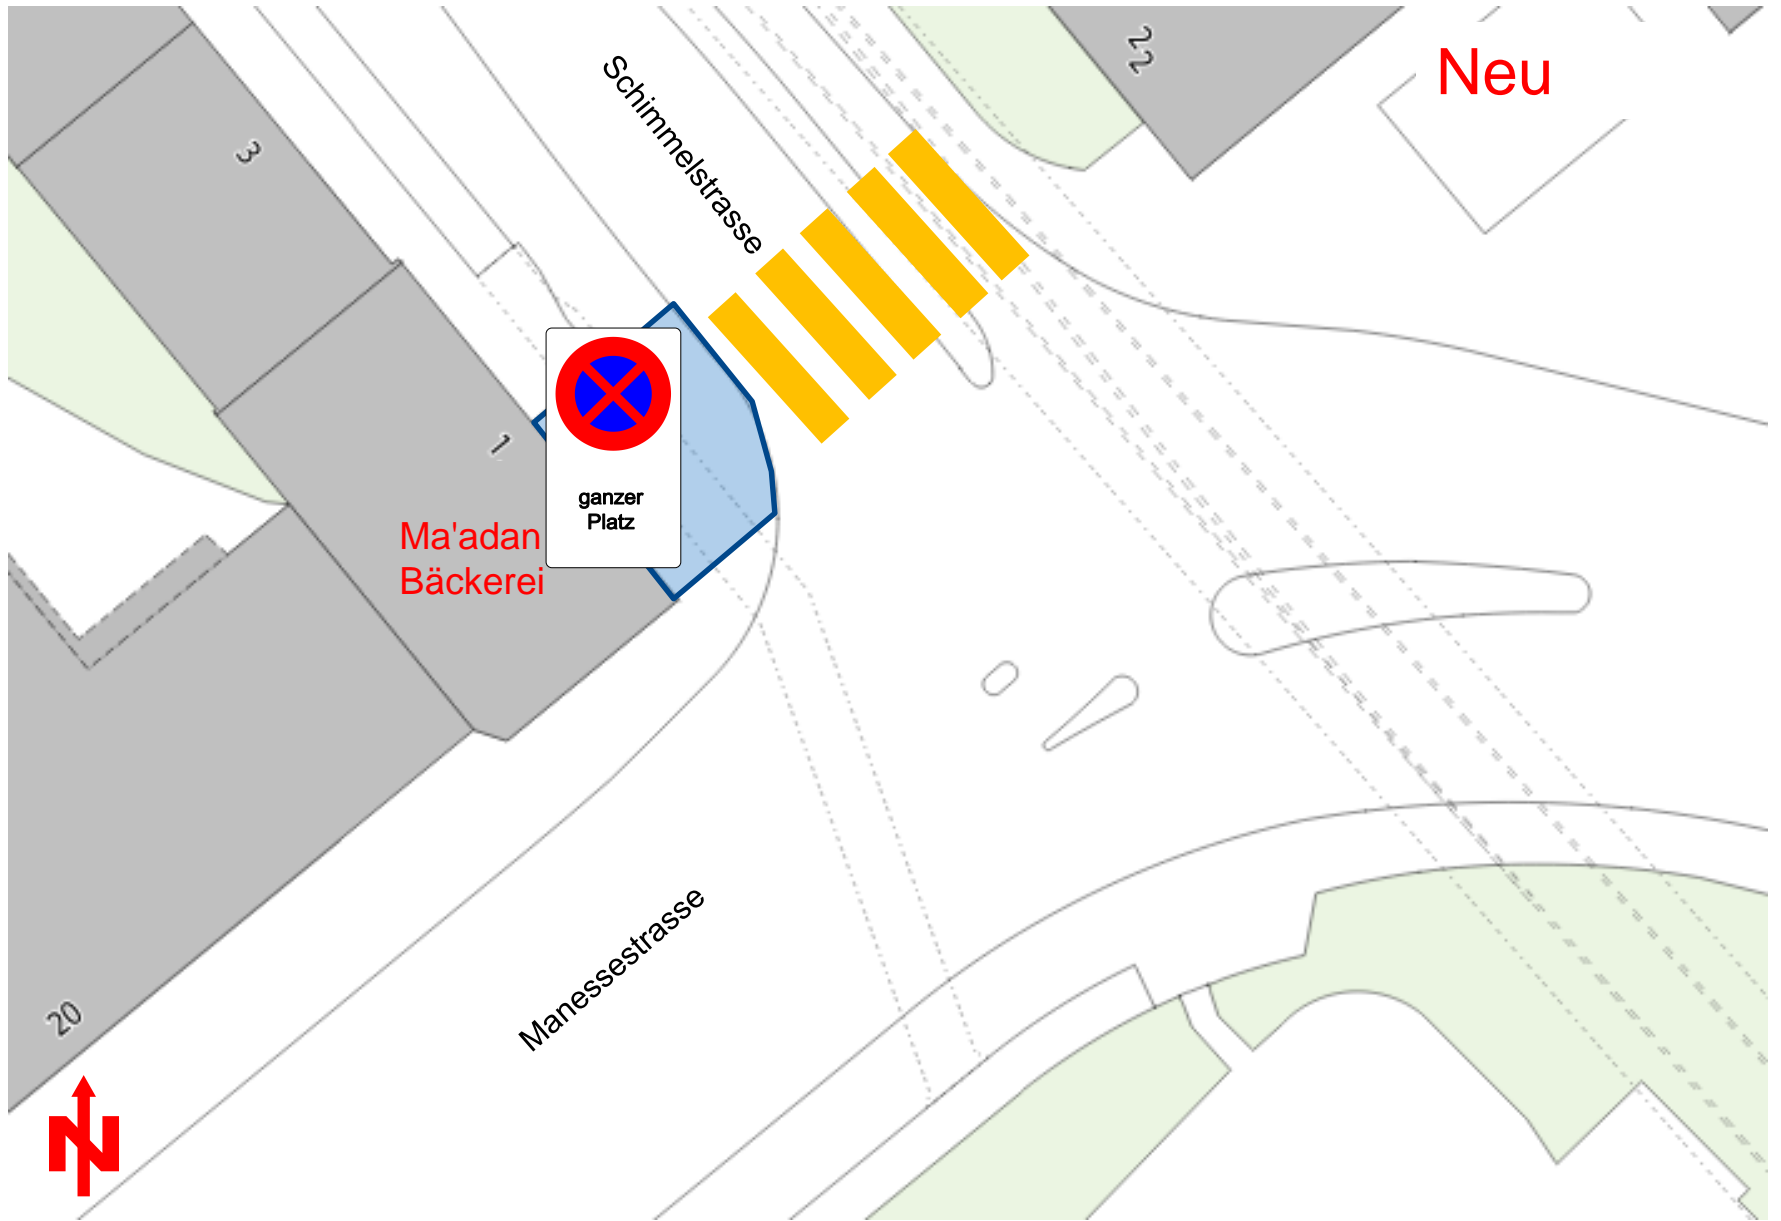 Neu
22
Schimmelstrasse
3
1
ganzer
Platz
Ma'adan
Bäckerei
Manessestrasse
20
N